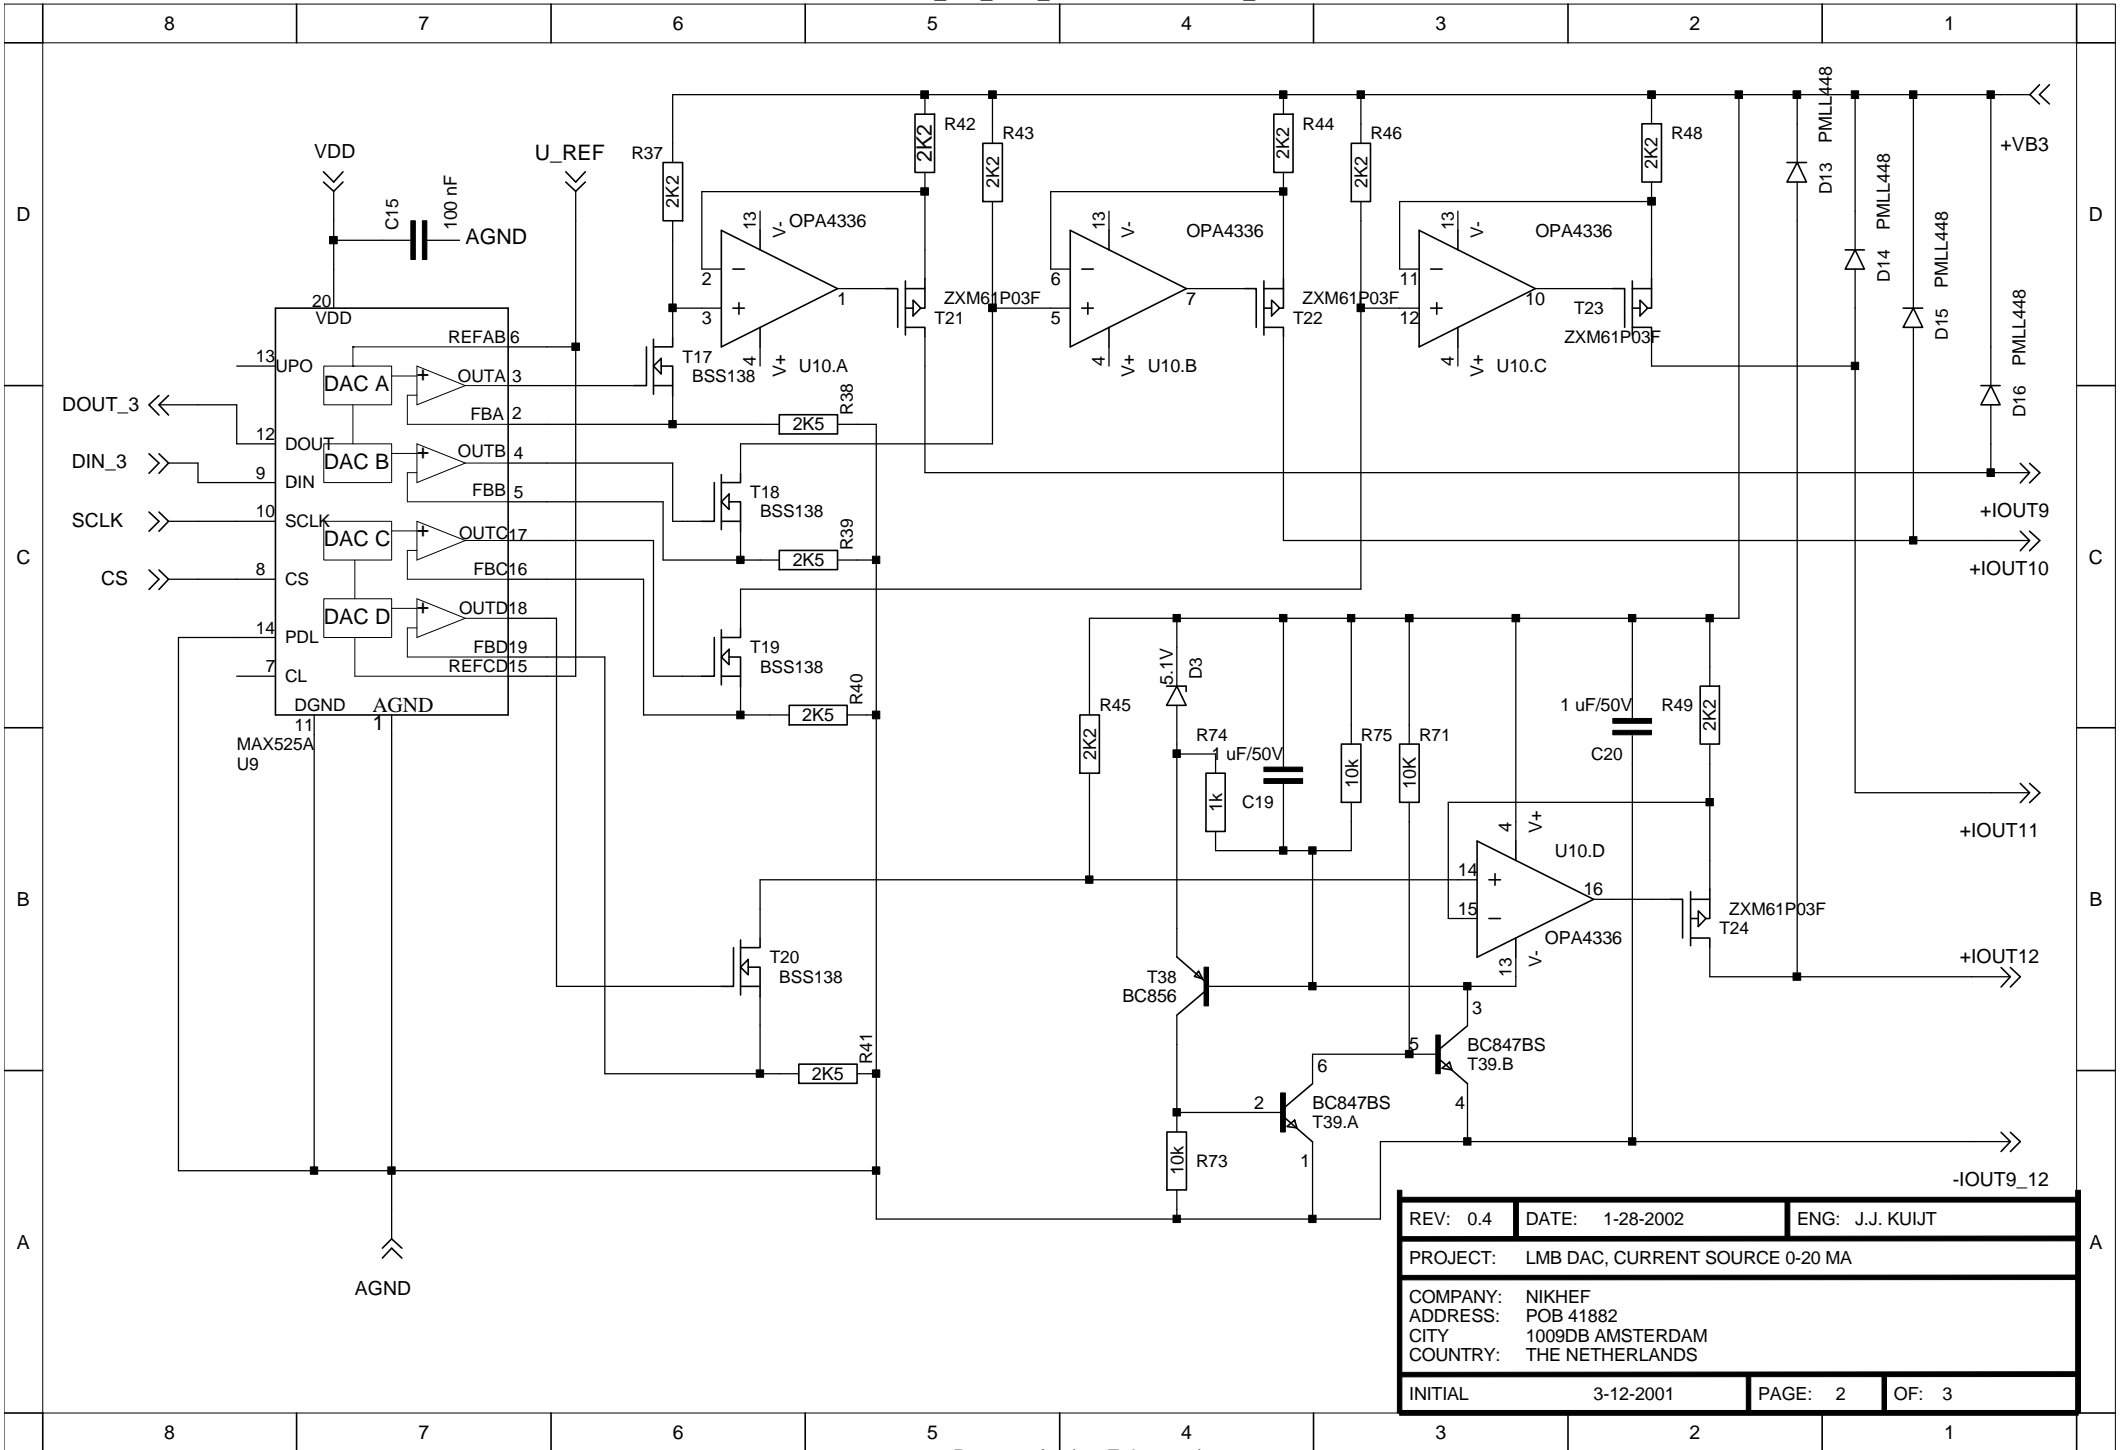 8 7 6 5 4 3 2 1
D
C
B
A
D
C
B
A
VDD
U_REF
C15
100 nF
AGND
R37
2K2
R42
2K2
R43
2K2
R44
2K2
R46
2K2
R48
2K2
D13 PMLL448
D14 PMLL448
D15 PMLL448
D16 PMLL448
+VB3
13 V-
OPA4336
2
3
1
4 V+
U10.A
ZXM61P03F
T21
13 V-
OPA4336
6
5
7
4 V+
U10.B
ZXM61P03F
T22
13 V-
OPA4336
11
12
10
4 V+
U10.C
T23
ZXM61P03F
20
VDD
REFAB 6
13 UPO
DAC A
OUTA 3
FBA 2
DOUT_3
12 DOUT
DAC B
OUTB 4
DIN_3
9 DIN
FBB 5
SCLK
10 SCLK
DAC C
OUTC 17
CS
8 CS
FBC 16
DAC D
OUTD 18
14 PDL
FBD 19
7 CL
REFCD 15
DGND
AGND
11
1
MAX525A
U9
T17
BSS138
R38
2K5
T18
BSS138
R39
2K5
T19
BSS138
R40
2K5
T20
BSS138
R41
2K5
+IOUT9
+IOUT10
R45
2K2
5.1V
D3
R74
1k
1 uF/50V
C19
R75
10k
R71
10K
1 uF/50V
C20
R49
2K2
4 V+
U10.D
14
15
16
OPA4336
13 V-
ZXM61P03F
T24
+IOUT11
+IOUT12
T38
BC856
3
5
BC847BS
T39.B
4
6
2
BC847BS
T39.A
1
10k
R73
-IOUT9_12
AGND
REV: 0.4 DATE: 1-28-2002 ENG: J.J. KUIJT
PROJECT: LMB DAC, CURRENT SOURCE 0-20 MA
COMPANY: NIKHEF
ADDRESS: POB 41882
CITY 1009DB AMSTERDAM
COUNTRY: THE NETHERLANDS
INITIAL 3-12-2001 PAGE: 2 OF: 3
8 7 6 5 4 3 2 1